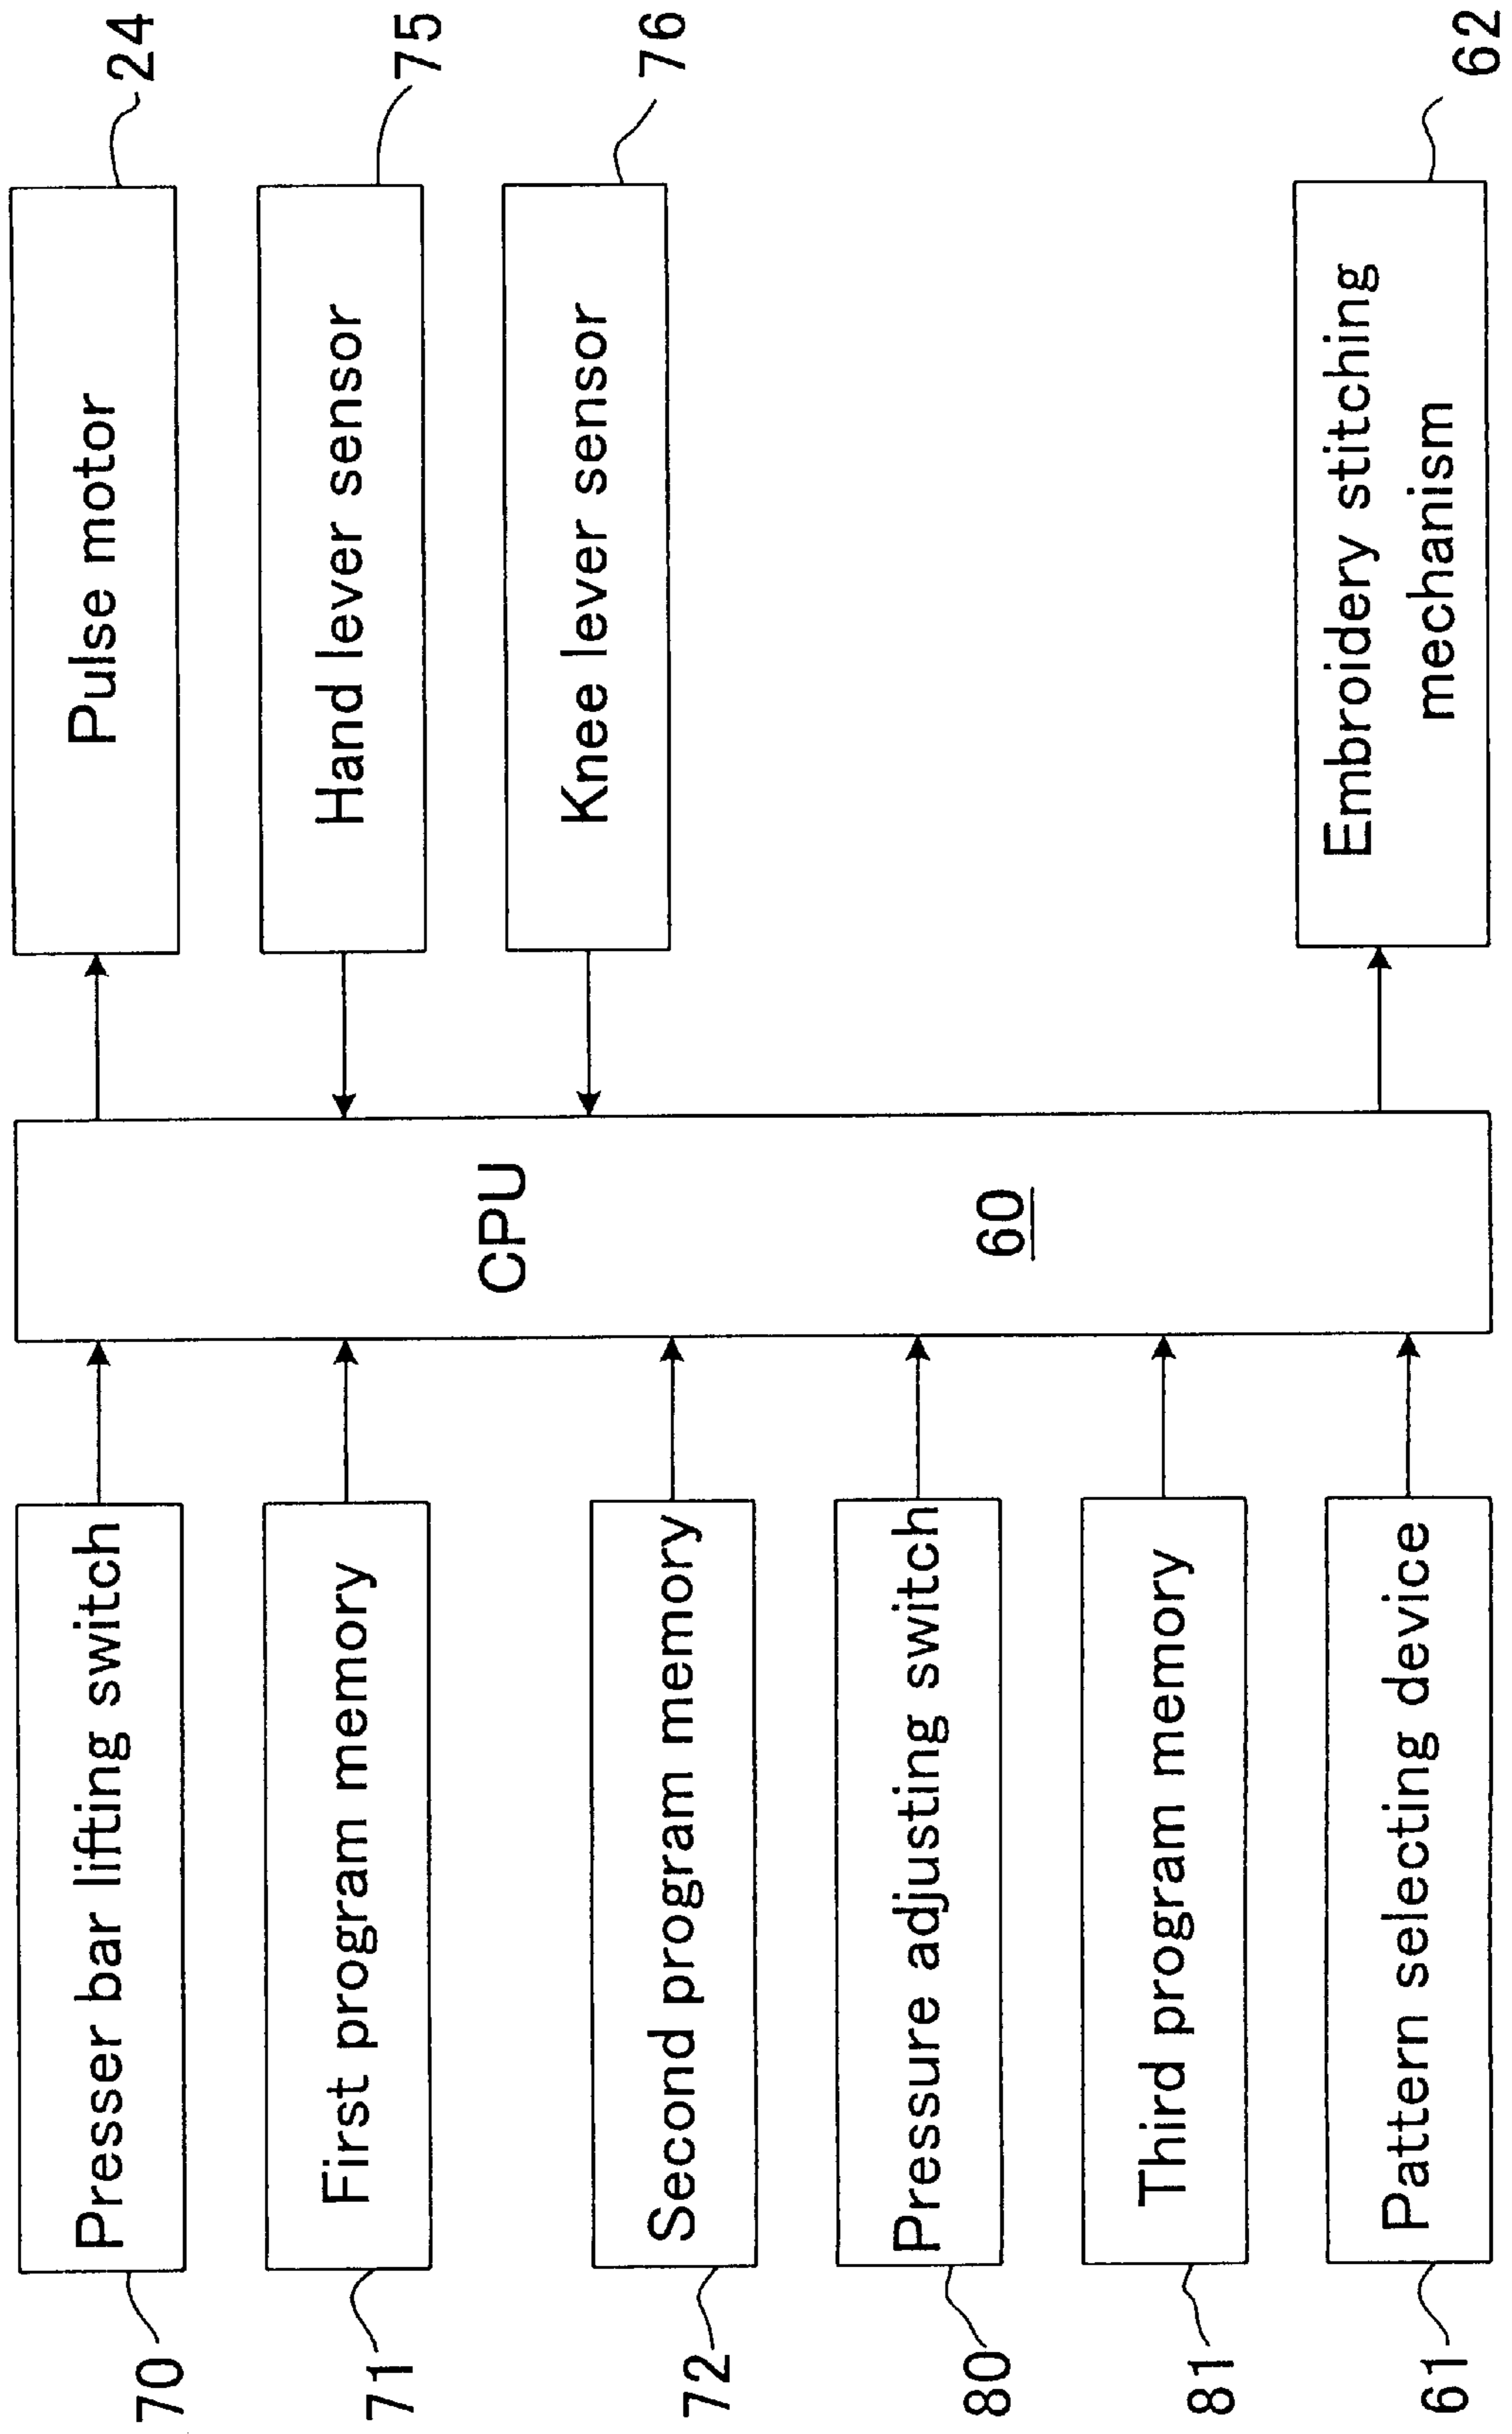 70
Presser bar lifting switch
71
First program memory
72
Second program memory
80
Pressure adjusting switch
81
Third program memory
61
Pattern selecting device
CPU
60
Pulse motor
24
Hand lever sensor
75
Knee lever sensor
76
Embroidery stitching
mechanism
62